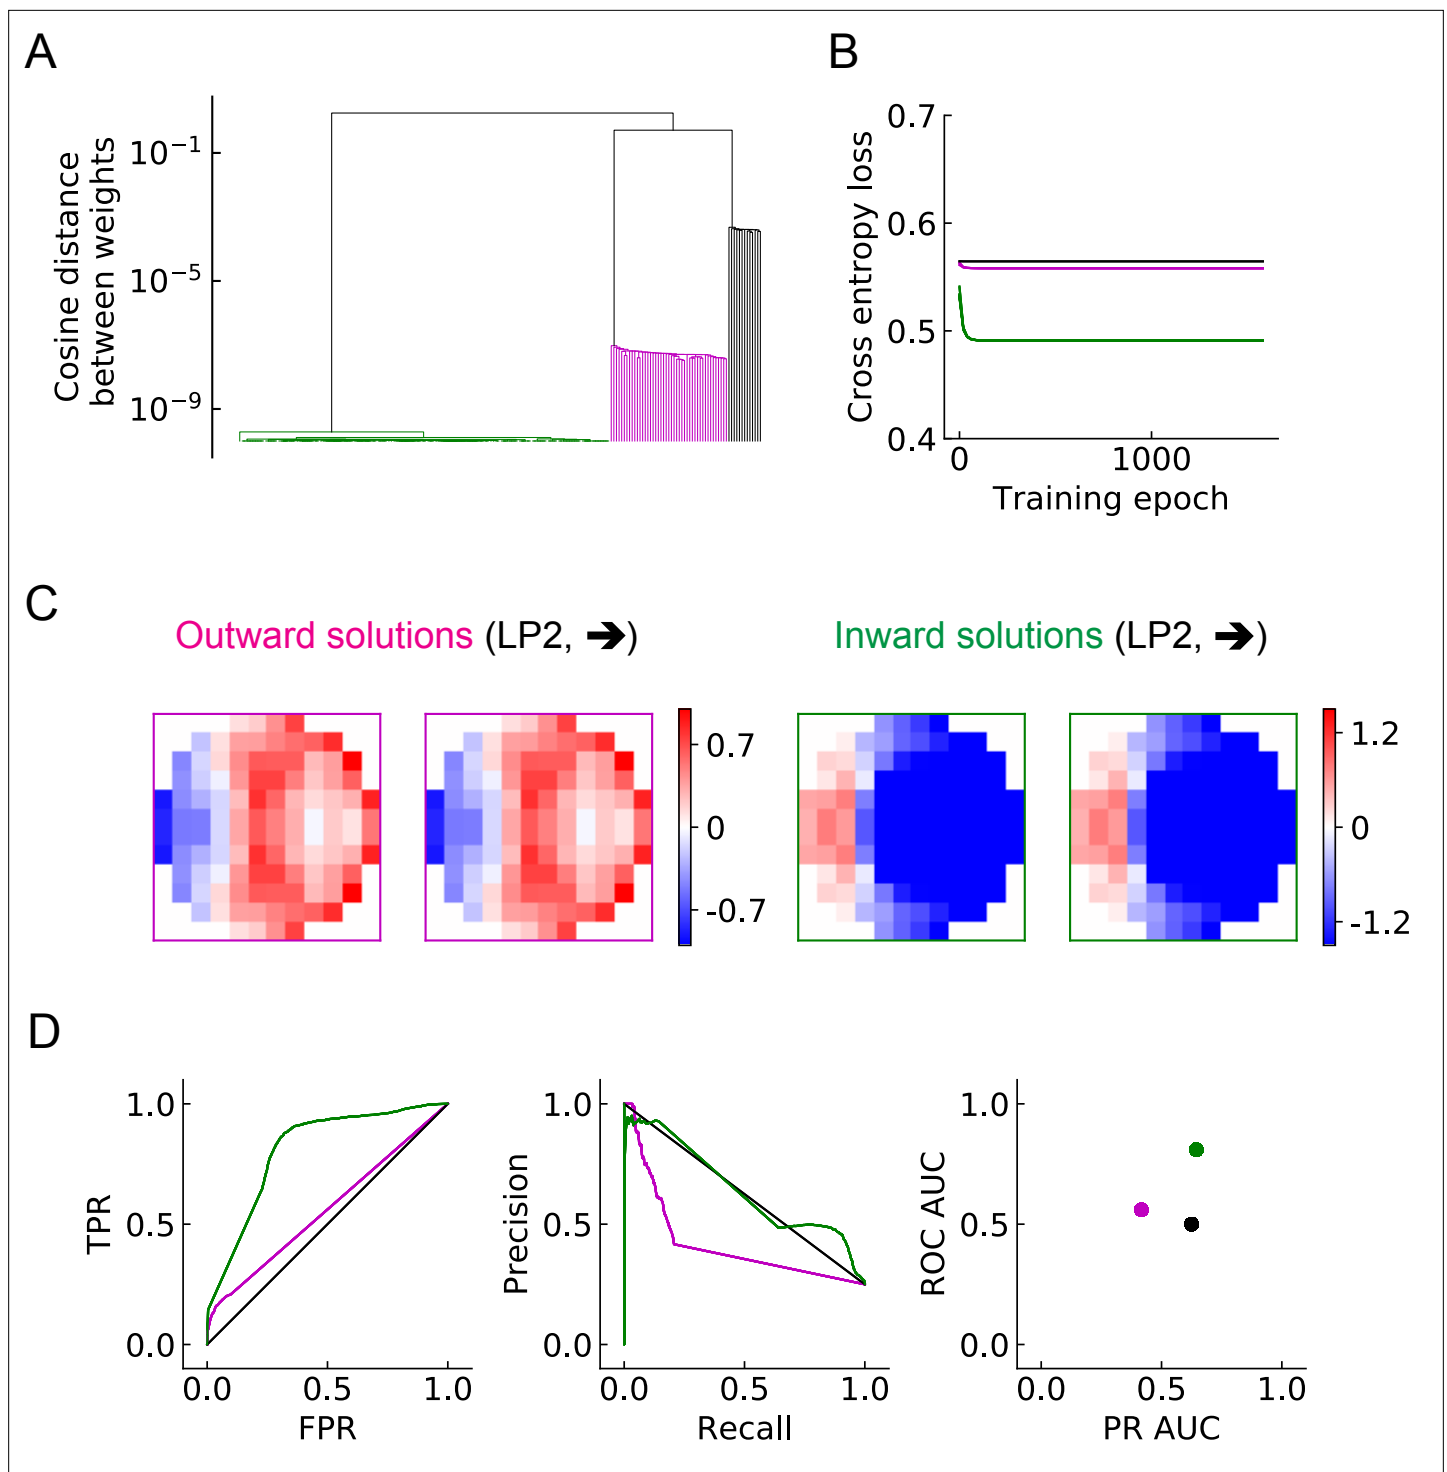 A
Cosine distance
between weights
10⁻¹
10⁻⁵
10⁻⁹
B
Cross entropy loss
0.7
0.6
0.5
0.4
0
1000
Training epoch
C
Outward solutions (LP2, ➔)
Inward solutions (LP2, ➔)
0.7
0
-0.7
1.2
0
-1.2
D
TPR
1.0
0.5
0.0
0.0 0.5 1.0
FPR
Precision
1.0
0.5
0.0
0.0 0.5 1.0
Recall
ROC AUC
1.0
0.5
0.0
0.0 0.5 1.0
PR AUC